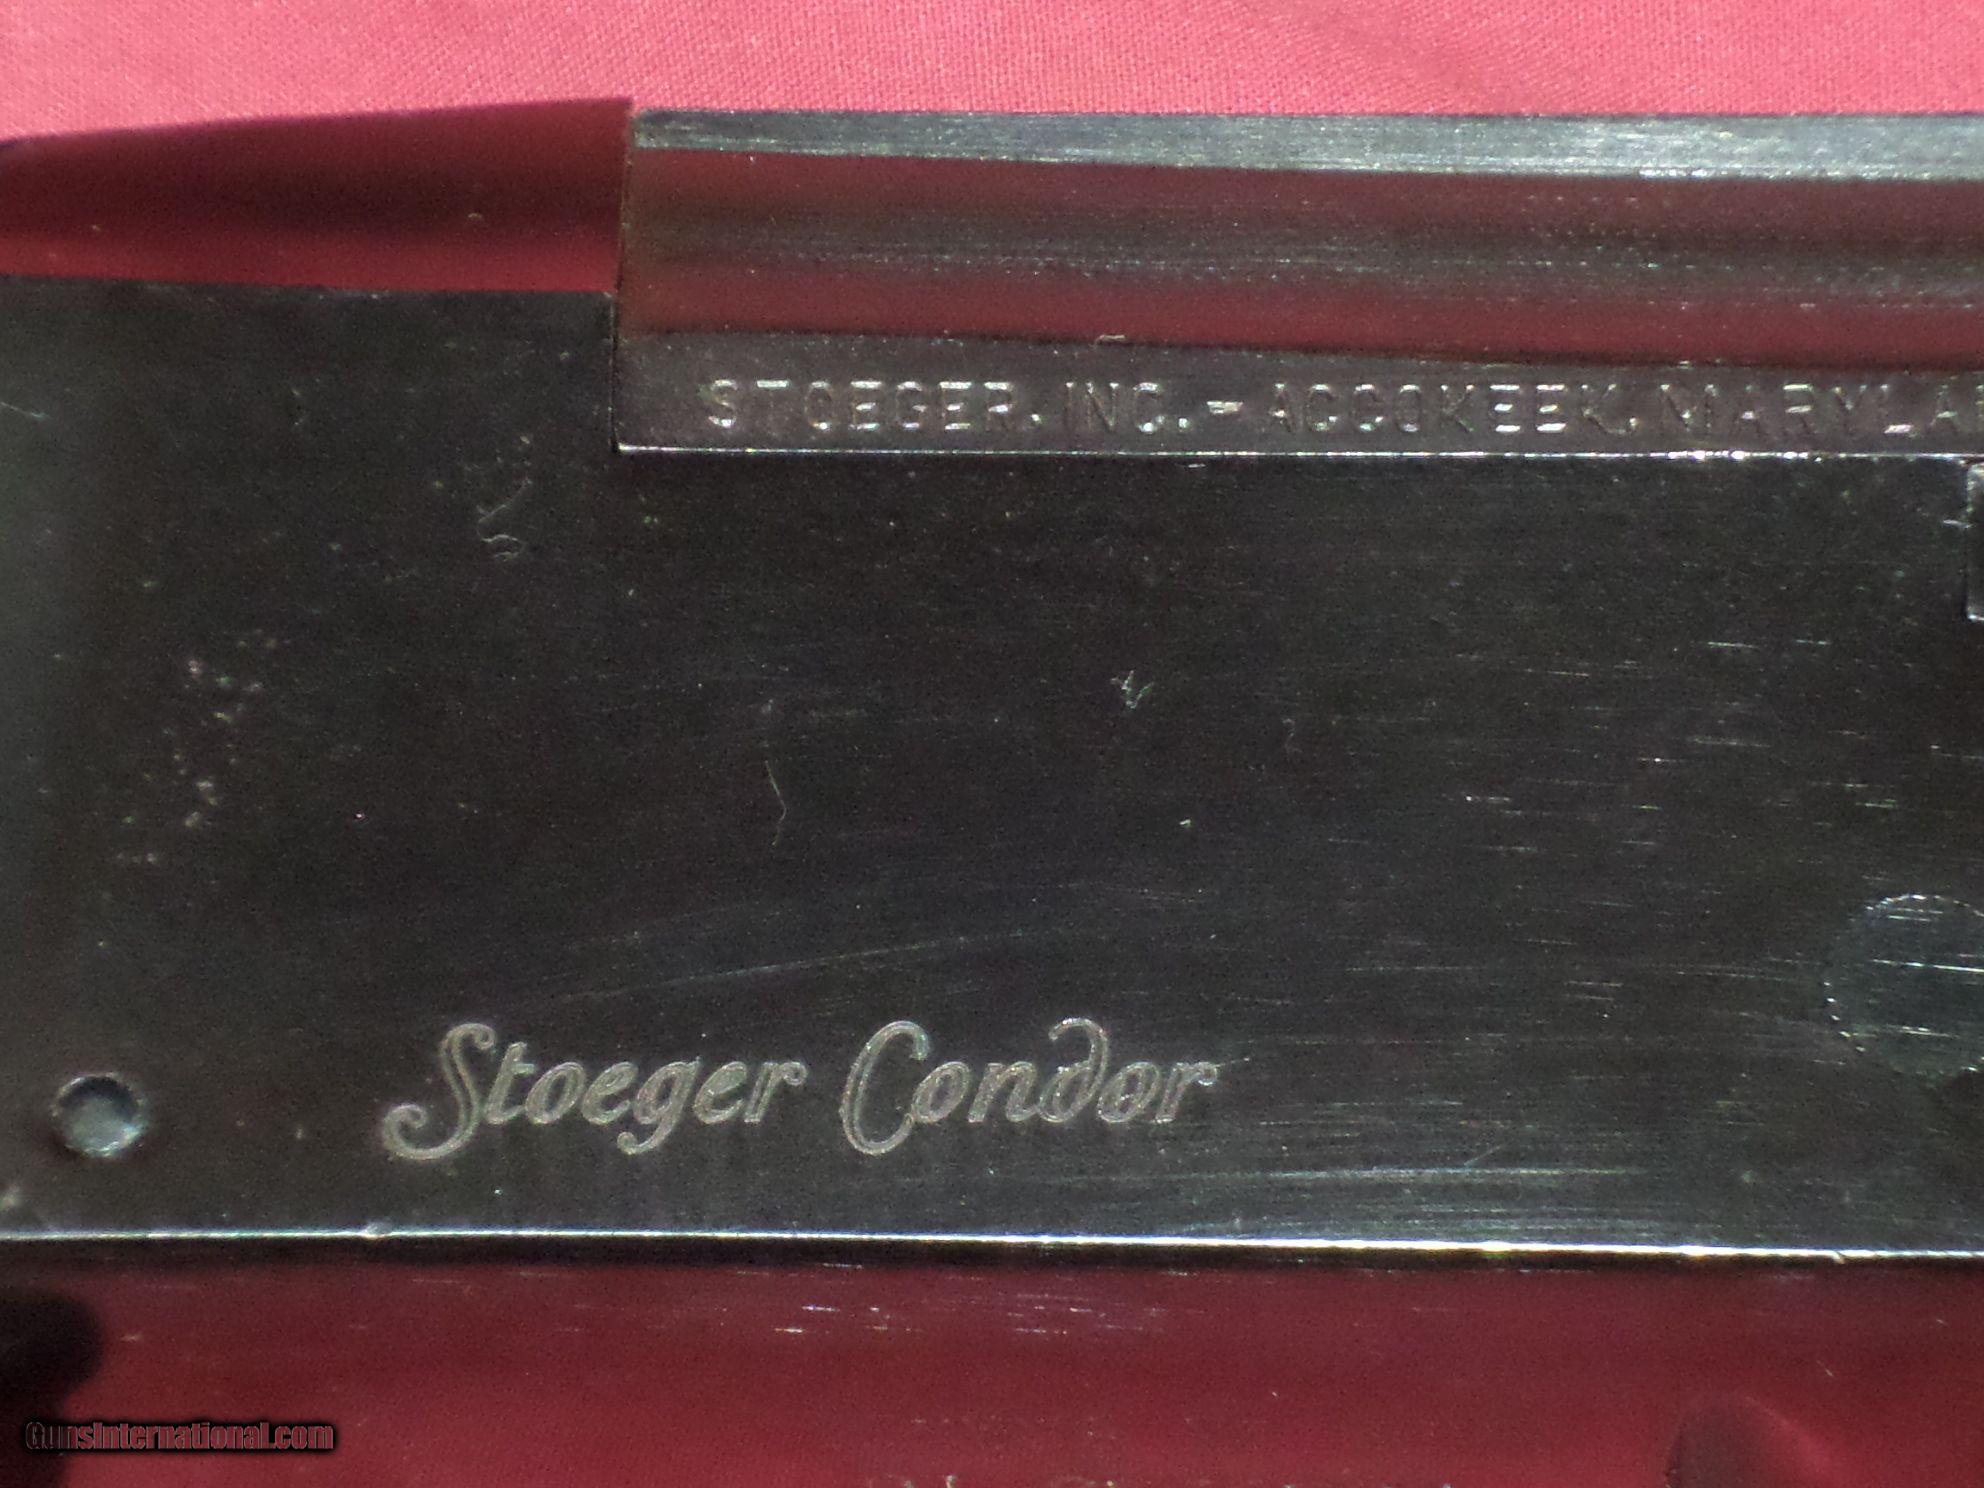 STOEGER, INC. - ACCOKEEK, MARYLA
Stoeger Condor
GunsInternational.com